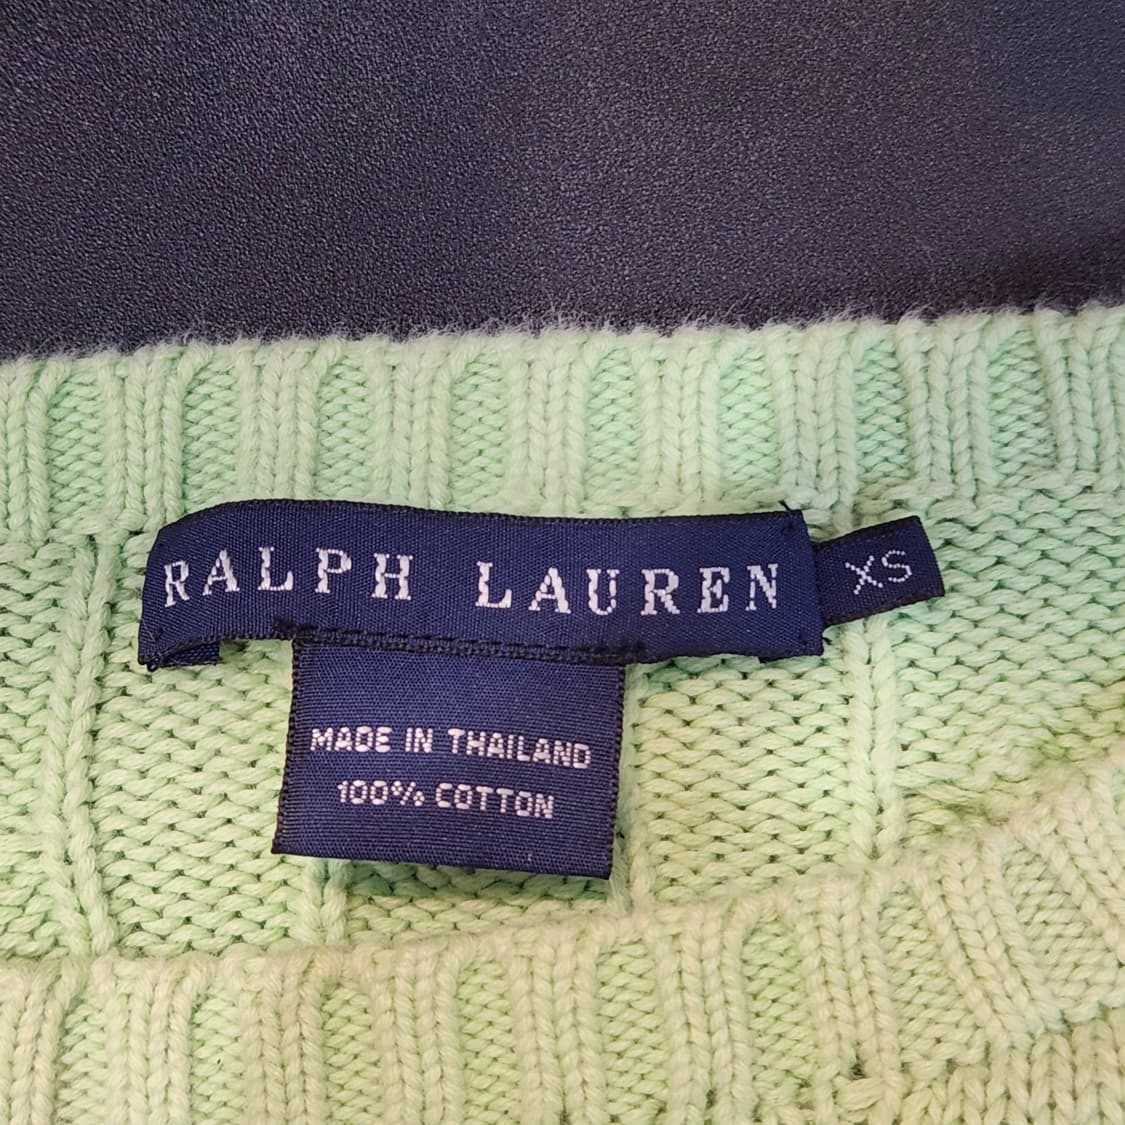 RALPH LAUREN
XS
MADE IN THAILAND
100% COTTON